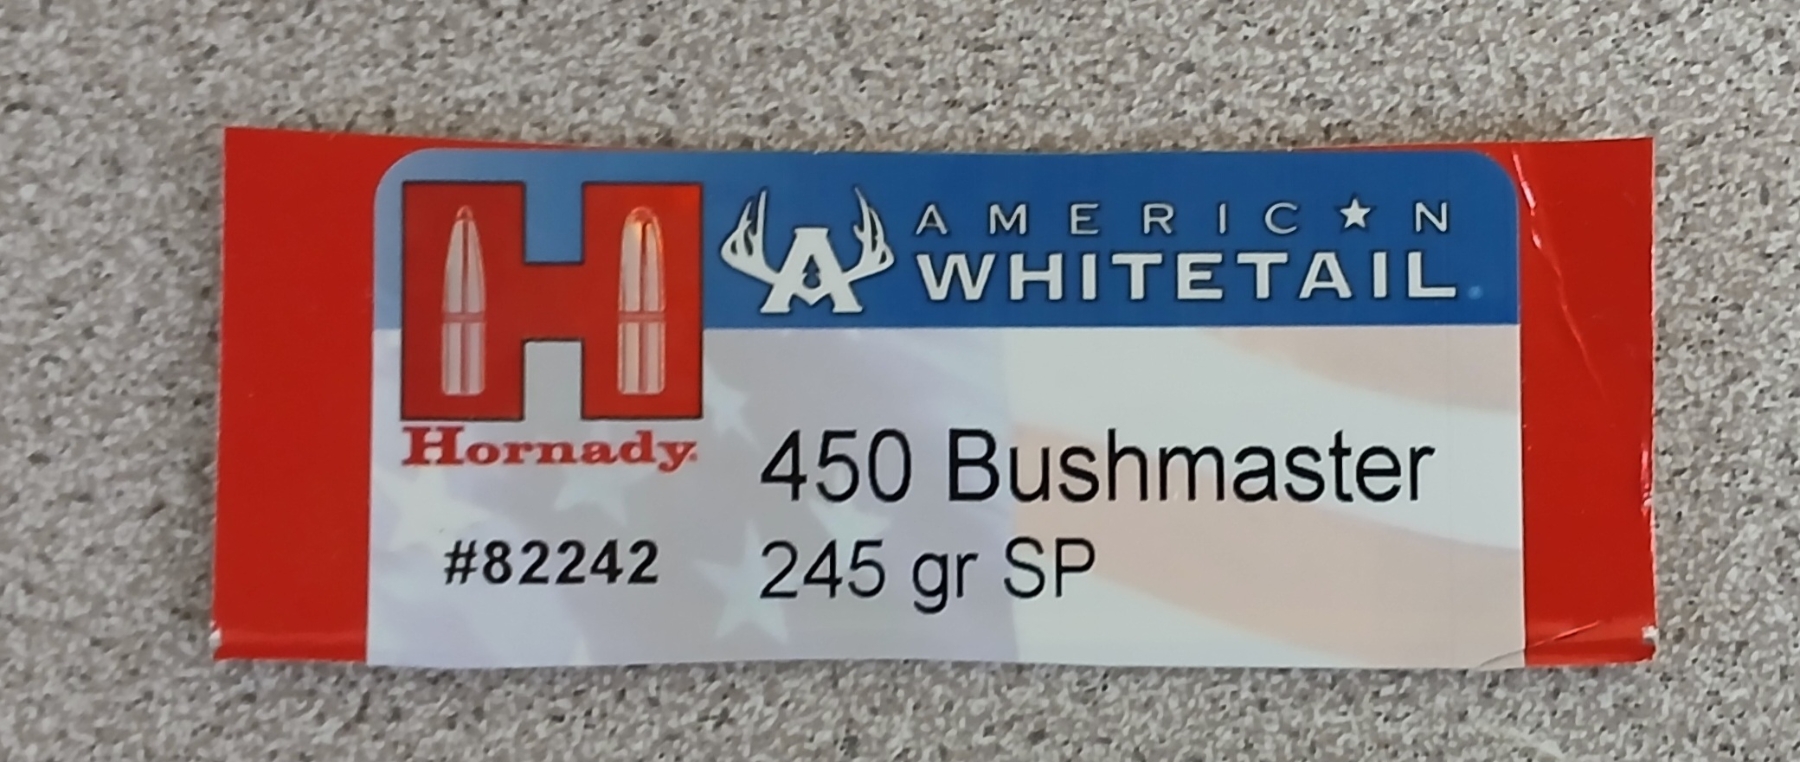 AMERIC★N
WHITETAIL
Hornady
450 Bushmaster
#82242
245 gr SP